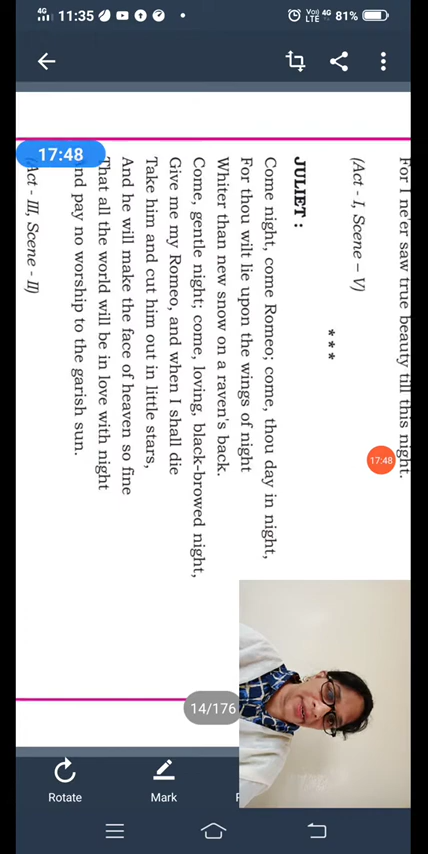 4G
11:35
Vo) LTE 4G 81%
17:48
For I ne'er saw true beauty till this night.
(Act - I, Scene – V)
* * *
JULIET :
Come night, come Romeo; come, thou day in night,
For thou wilt lie upon the wings of night
Whiter than new snow on a raven's back.
Come, gentle night; come, loving, black-browed night,
Give me my Romeo, and when I shall die
Take him and cut him out in little stars,
And he will make the face of heaven so fine
That all the world will be in love with night
And pay no worship to the garish sun.
(Act - III, Scene - II)
17:48
14/176
Rotate
Mark